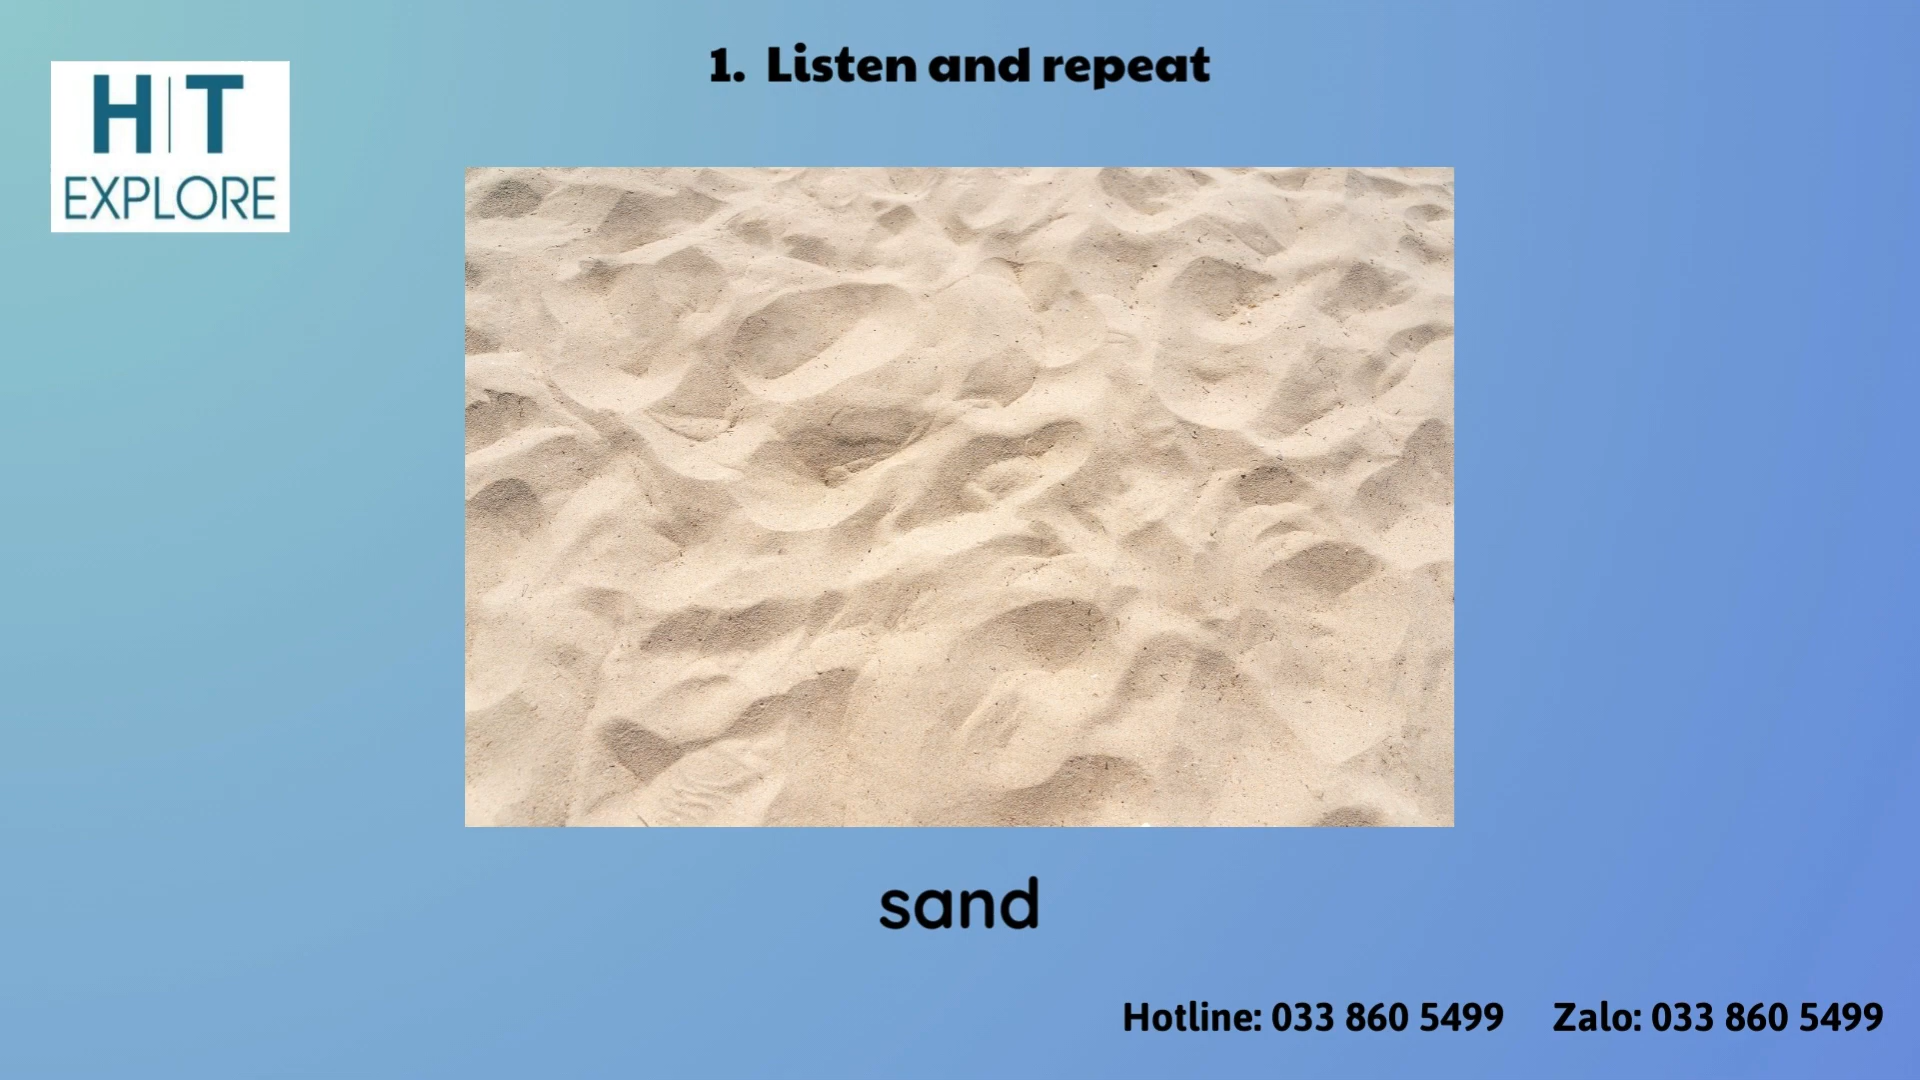 1. Listen and repeat
H|T
EXPLORE
sand
Hotline: 033 860 5499 Zalo: 033 860 5499